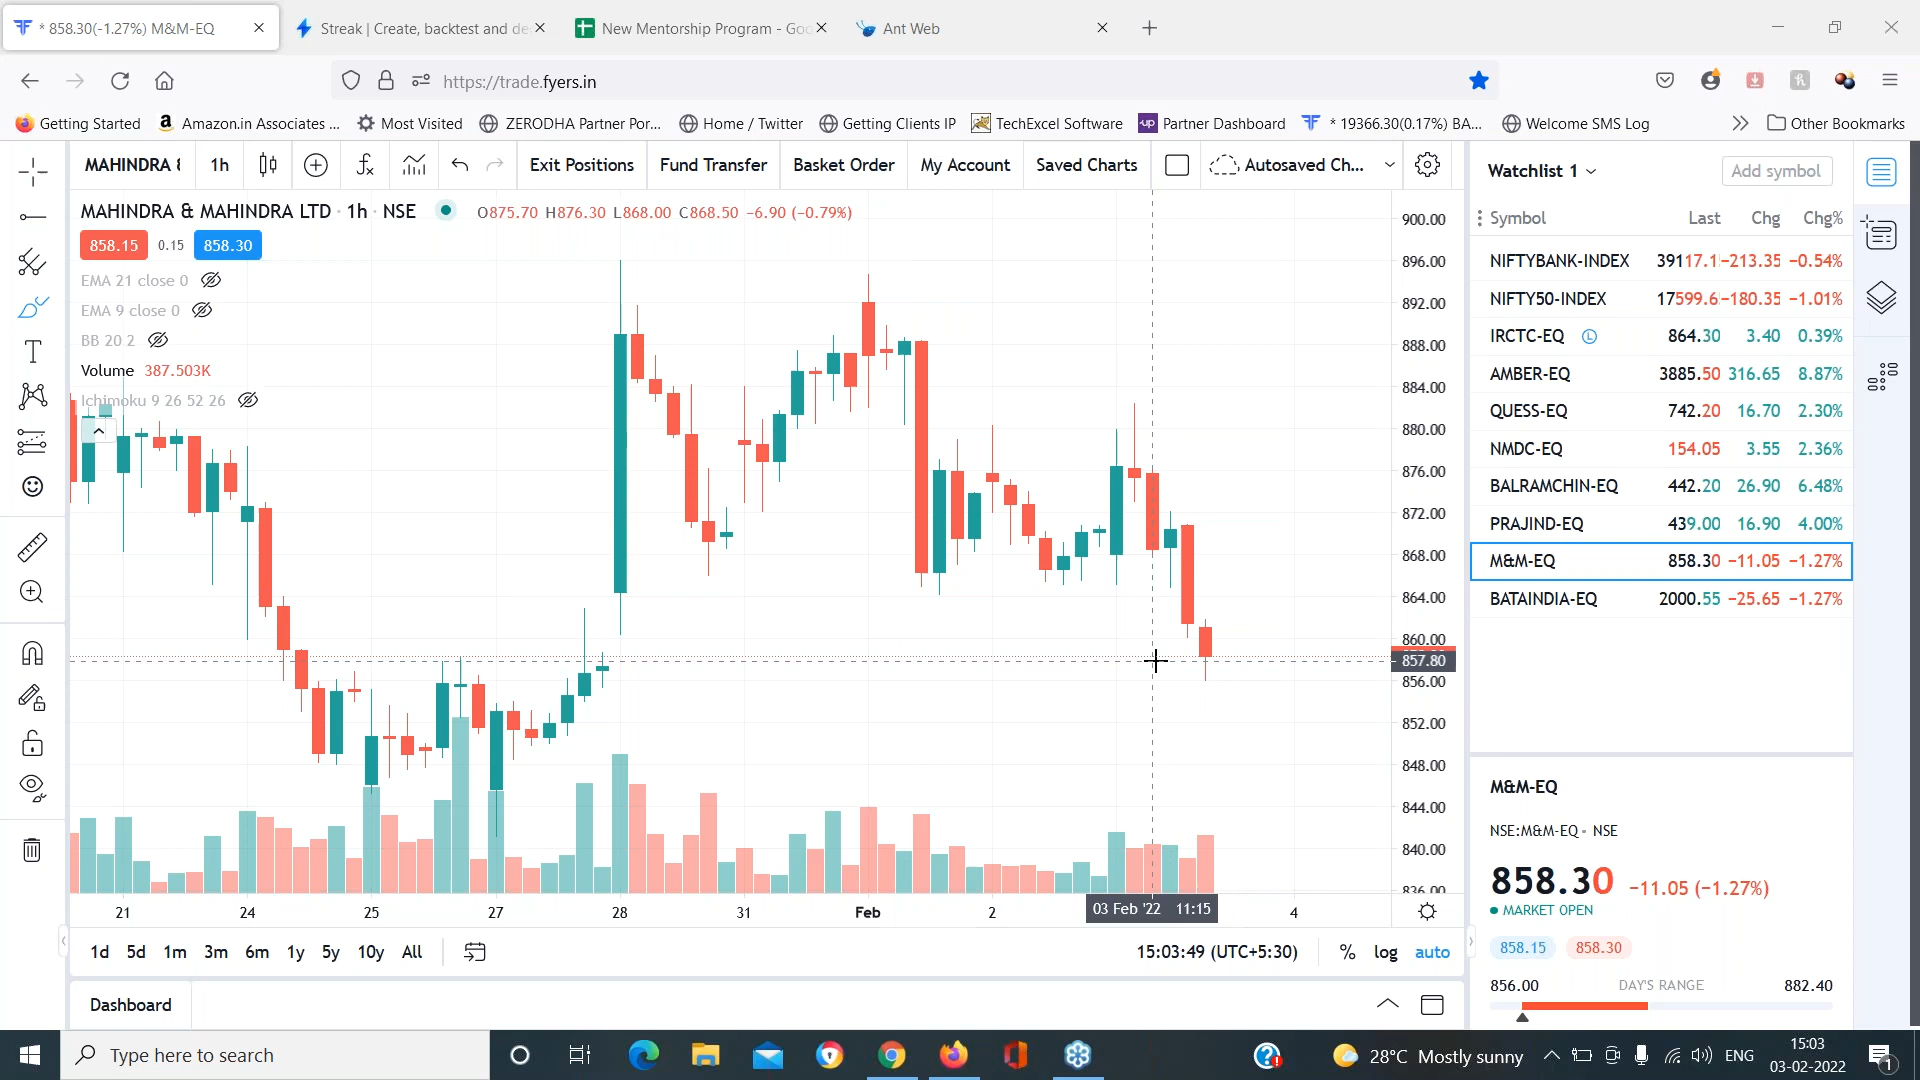 * 858.30(-1.27%) M&M-EQ
Streak | Create, backtest and de
New Mentorship Program - Goo
Ant Web
https://trade.fyers.in
Getting Started
Amazon.in Associates ...
Most Visited
ZERODHA Partner Por...
Home / Twitter
Getting Clients IP
TechExcel Software
up Partner Dashboard
* 19366.30(0.17%) BA...
Welcome SMS Log
Other Bookmarks
MAHINDRA &
1h
Exit Positions
Fund Transfer
Basket Order
My Account
Saved Charts
Autosaved Ch...
MAHINDRA & MAHINDRA LTD · 1h · NSE
O875.70 H876.30 L868.00 C868.50 −6.90 (−0.79%)
858.15 0.15 858.30
EMA 21 close 0
EMA 9 close 0
BB 20 2
Volume 387.503K
Ichimoku 9 26 52 26
900.00
896.00
892.00
888.00
884.00
880.00
876.00
872.00
868.00
864.00
860.00
857.80
856.00
852.00
848.00
844.00
840.00
836.00
21 24 25 27 28 31 Feb 2 03 Feb '22 11:15 4
1d 5d 1m 3m 6m 1y 5y 10y All
15:03:49 (UTC+5:30) % log auto
Dashboard
Watchlist 1
Add symbol
Symbol Last Chg Chg%
NIFTYBANK-INDEX 39117.1 −213.35 −0.54%
NIFTY50-INDEX 17599.6 −180.35 −1.01%
IRCTC-EQ L 864.30 3.40 0.39%
AMBER-EQ 3885.50 316.65 8.87%
QUESS-EQ 742.20 16.70 2.30%
NMDC-EQ 154.05 3.55 2.36%
BALRAMCHIN-EQ 442.20 26.90 6.48%
PRAJIND-EQ 439.00 16.90 4.00%
M&M-EQ 858.30 −11.05 −1.27%
BATAINDIA-EQ 2000.55 −25.65 −1.27%
M&M-EQ
NSE:M&M-EQ • NSE
858.30 −11.05 (−1.27%)
MARKET OPEN
858.15 858.30
856.00 DAY'S RANGE 882.40
Type here to search
28°C Mostly sunny
ENG
15:03
03-02-2022
1